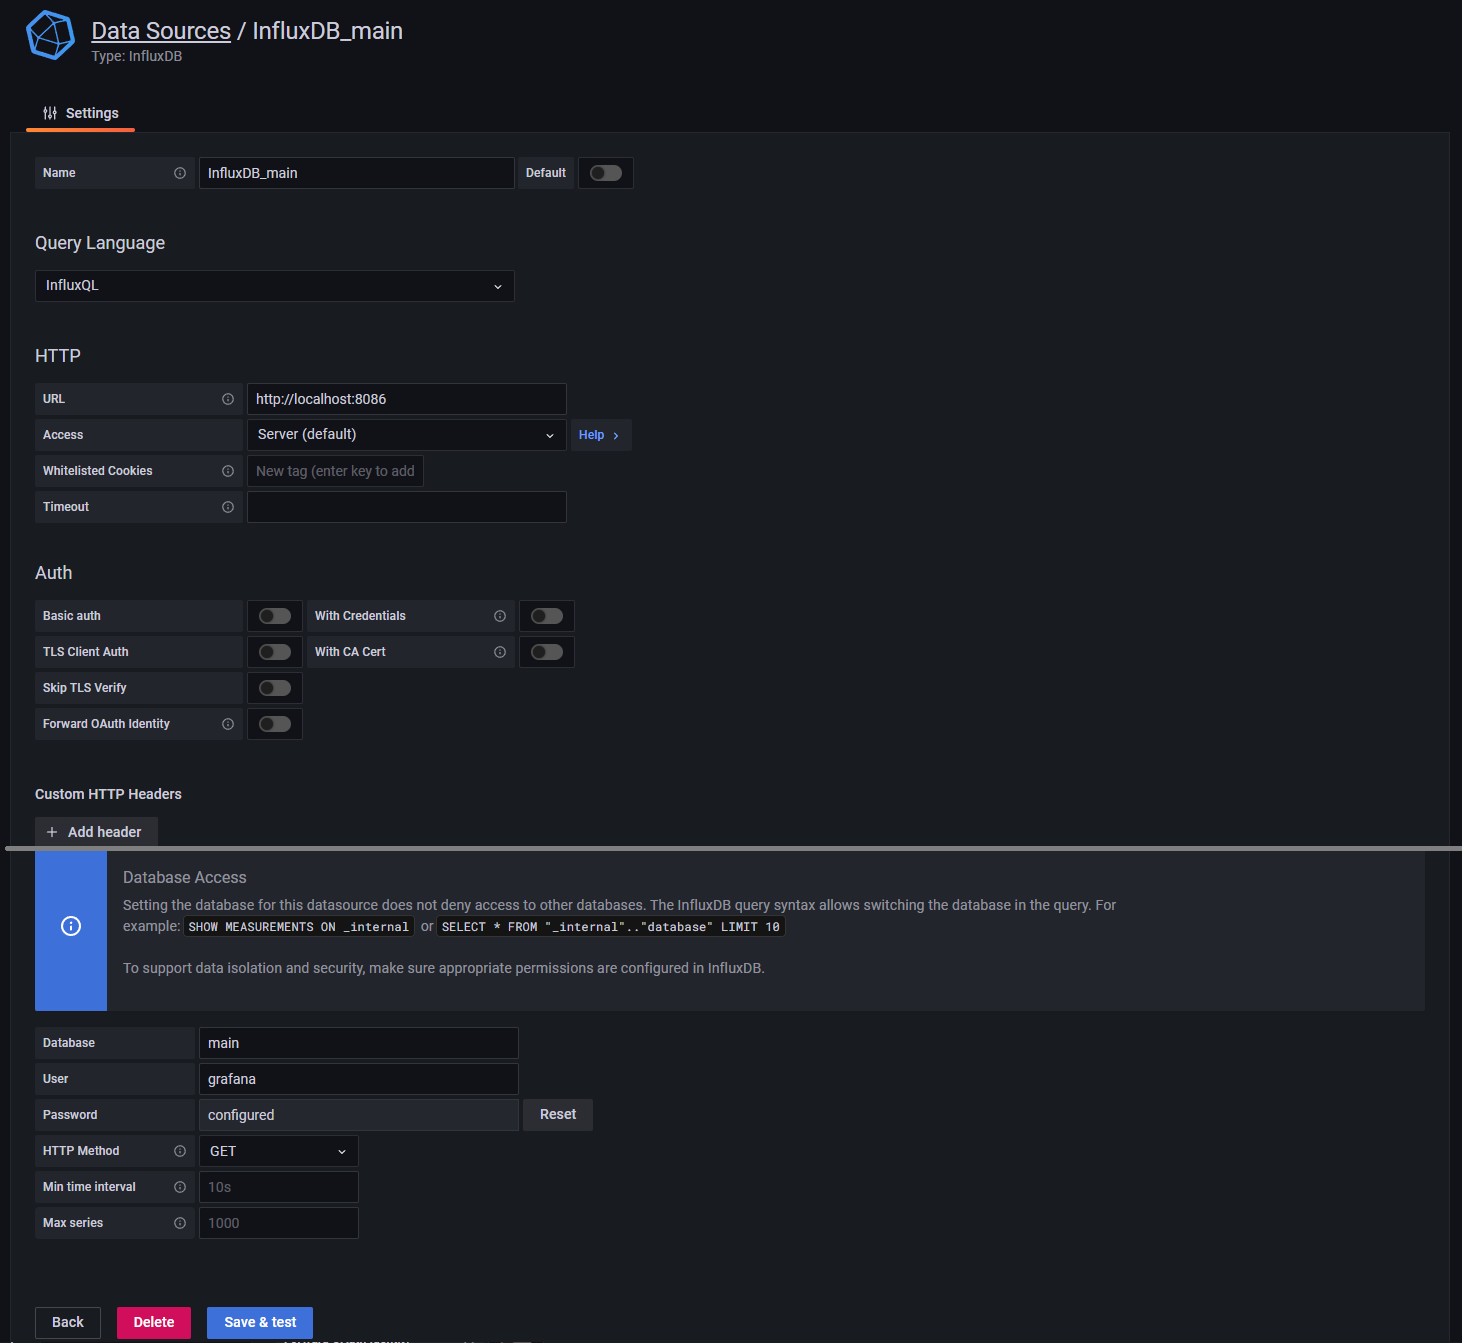 Data Sources / InfluxDB_main
Type: InfluxDB
Settings
Name InfluxDB_main Default
Query Language
InfluxQL
HTTP
URL http://localhost:8086
Access Server (default) Help
Whitelisted Cookies New tag (enter key to add
Timeout
Auth
Basic auth With Credentials
TLS Client Auth With CA Cert
Skip TLS Verify
Forward OAuth Identity
Custom HTTP Headers
Add header
Database Access
Setting the database for this datasource does not deny access to other databases. The InfluxDB query syntax allows switching the database in the query. For
example: SHOW MEASUREMENTS ON _internal or SELECT * FROM "_internal".."database" LIMIT 10
To support data isolation and security, make sure appropriate permissions are configured in InfluxDB.
Database main
User grafana
Password configured Reset
HTTP Method GET
Min time interval 10s
Max series 1000
Back Delete Save & test